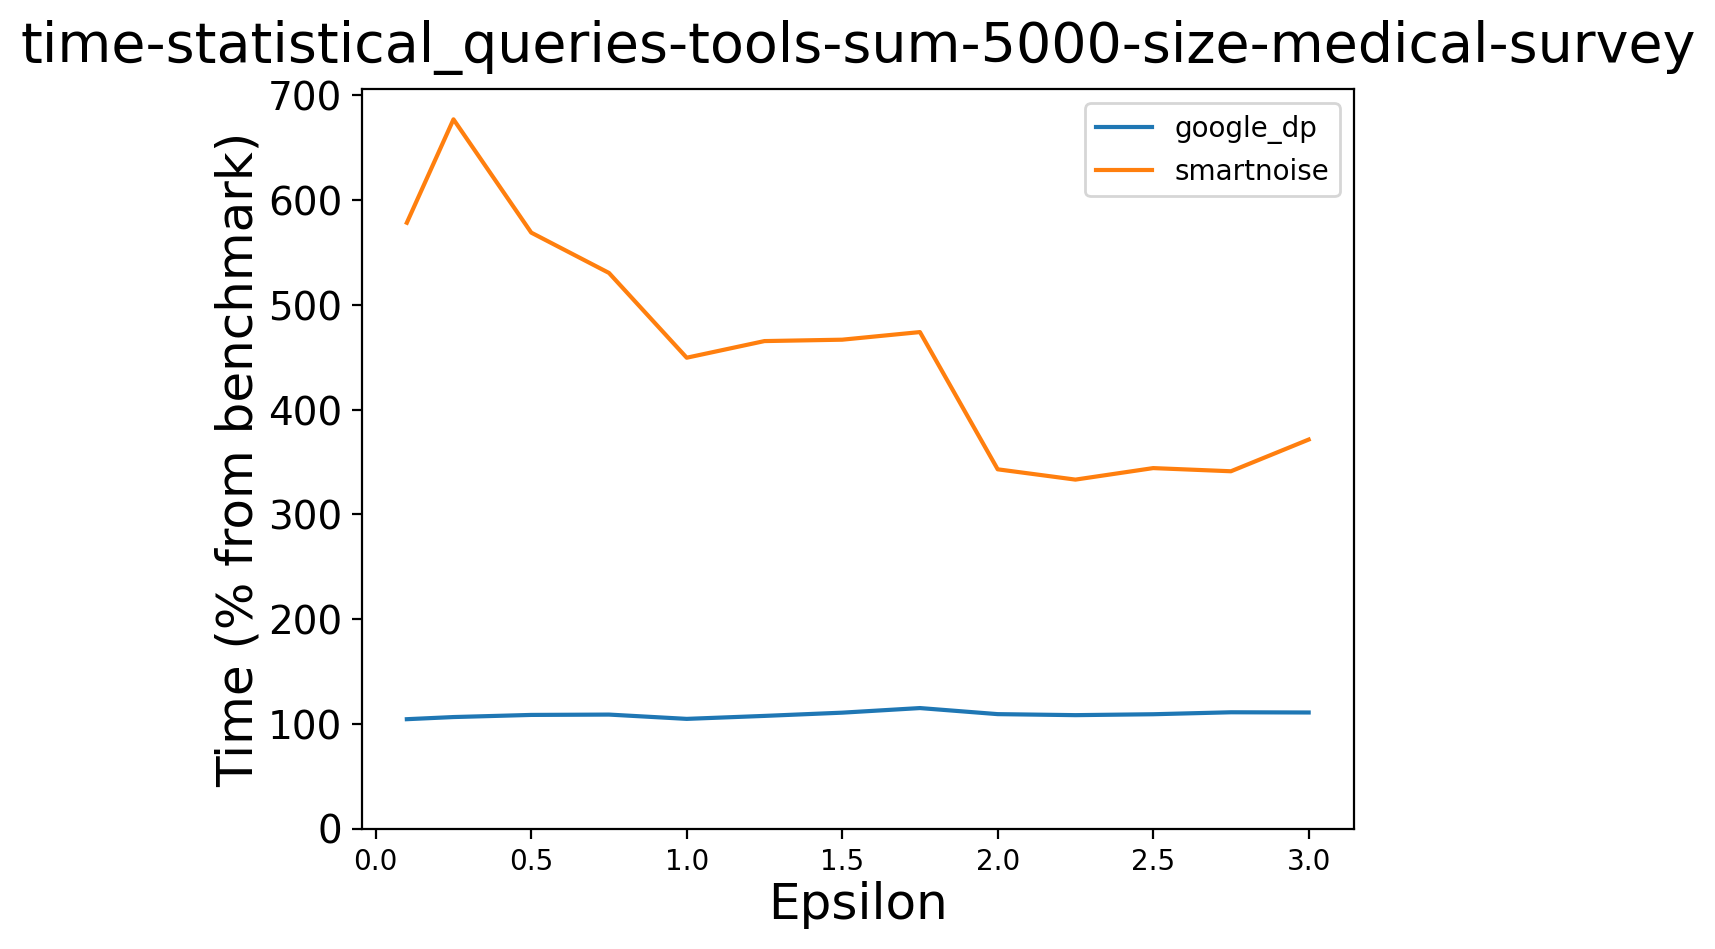 time-statistical_queries-tools-sum-5000-size-medical-survey
700
600
500
400
300
200
100
0
Time (% from benchmark)
google_dp
smartnoise
0.0 0.5 1.0 1.5 2.0 2.5 3.0
Epsilon